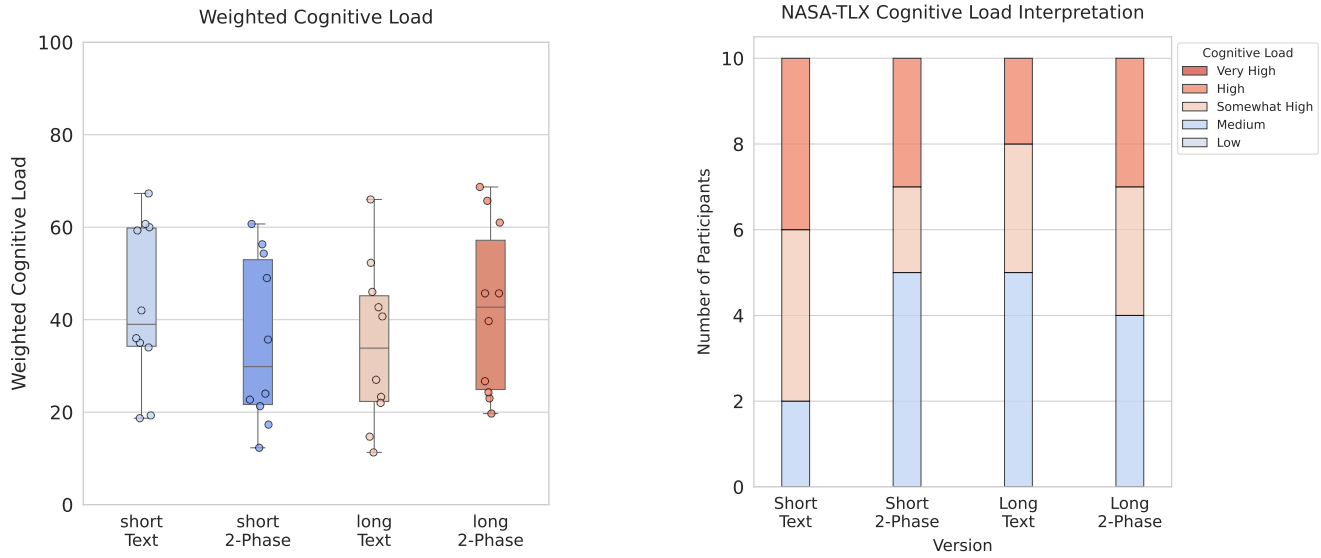 Weighted Cognitive Load
Weighted Cognitive Load
100
80
60
40
20
0
short
Text
short
2-Phase
long
Text
long
2-Phase
NASA-TLX Cognitive Load Interpretation
Number of Participants
10
8
6
4
2
0
Short
Text
Short
2-Phase
Long
Text
Long
2-Phase
Version
Cognitive Load
Very High
High
Somewhat High
Medium
Low